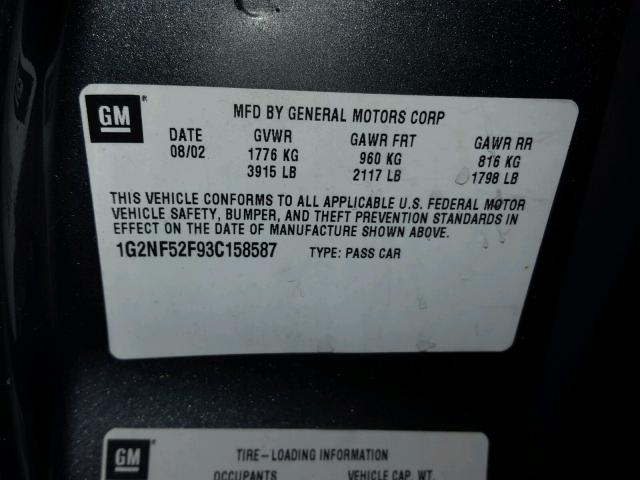 GM
MFD BY GENERAL MOTORS CORP
DATE GVWR GAWR FRT GAWR RR
08/02 1776 KG 960 KG 816 KG
3915 LB 2117 LB 1798 LB
THIS VEHICLE CONFORMS TO ALL APPLICABLE U.S. FEDERAL MOTOR
VEHICLE SAFETY, BUMPER, AND THEFT PREVENTION STANDARDS IN
EFFECT ON THE DATE OF MANUFACTURE SHOWN ABOVE.
1G2NF52F93C158587 TYPE: PASS CAR
GM
TIRE-LOADING INFORMATION
OCCUPANTS VEHICLE CAP. WT.